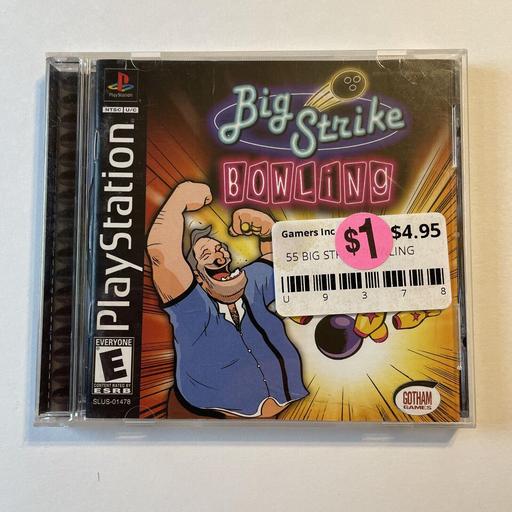 PlayStation
NTSC U/C
PlayStation
Big Strike
BOWLiNG
Gamers Inc
$1
$4.95
55 BIG ST LING
U 9 3 7 8
EVERYONE
E
CONTENT RATED BY
ESRB
SLUS-01478
GOTHAM
GAMES